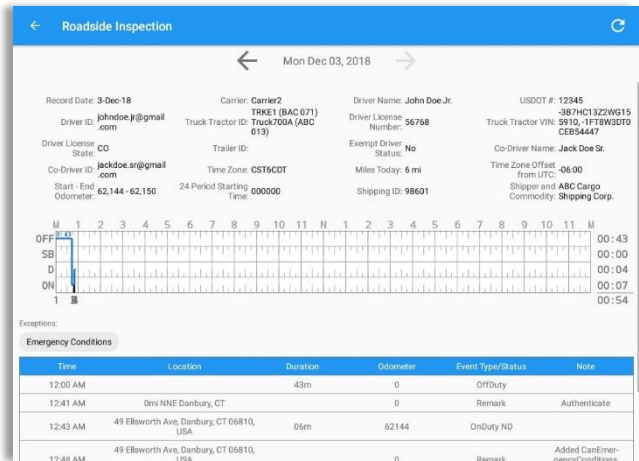 Roadside Inspection
Mon Dec 03, 2018
Record Date: 3-Dec-18
Carrier: Carrier2
Driver Name: John Doe Jr.
USDOT #: 12345
Driver ID: johndoe.jr@gmail
.com
Truck Tractor ID: TRKE1 (BAC 071)
Truck700A (ABC
013)
Driver License
Number: 56768
Truck Tractor VIN: -3B7HC13Z2WG15
5910, -1FT8W3DT0
CEB54447
Driver License
State: CO
Trailer ID:
Exempt Driver
Status: No
Co-Driver Name: Jack Doe Sr.
Co-Driver ID: jackdoe.sr@gmail
.com
Time Zone: CST6CDT
Miles Today: 6 mi
Time Zone Offset
from UTC: -06:00
Start - End
Odometer: 62,144 - 62,150
24 Period Starting
Time: 000000
Shipping ID: 98601
Shipper and
Commodity: ABC Cargo
Shipping Corp.
M 1 2 3 4 5 6 7 8 9 10 11 N 1 2 3 4 5 6 7 8 9 10 11 M
OFF 0:43 00:43
SB 00:00
D 00:04
ON 00:07
1 00:54
Exceptions:
Emergency Conditions
Time Location Duration Odometer Event Type/Status Note
12:00 AM 43m 0 OffDuty
12:41 AM 0mi NNE Danbury, CT 0 Remark Authenticate
12:43 AM 49 Ellsworth Ave, Danbury, CT 06810,
USA 06m 62144 OnDuty ND
12:48 AM 49 Ellsworth Ave, Danbury, CT 06810,
USA 0 Remark Added CanEmer-
gencyConditions